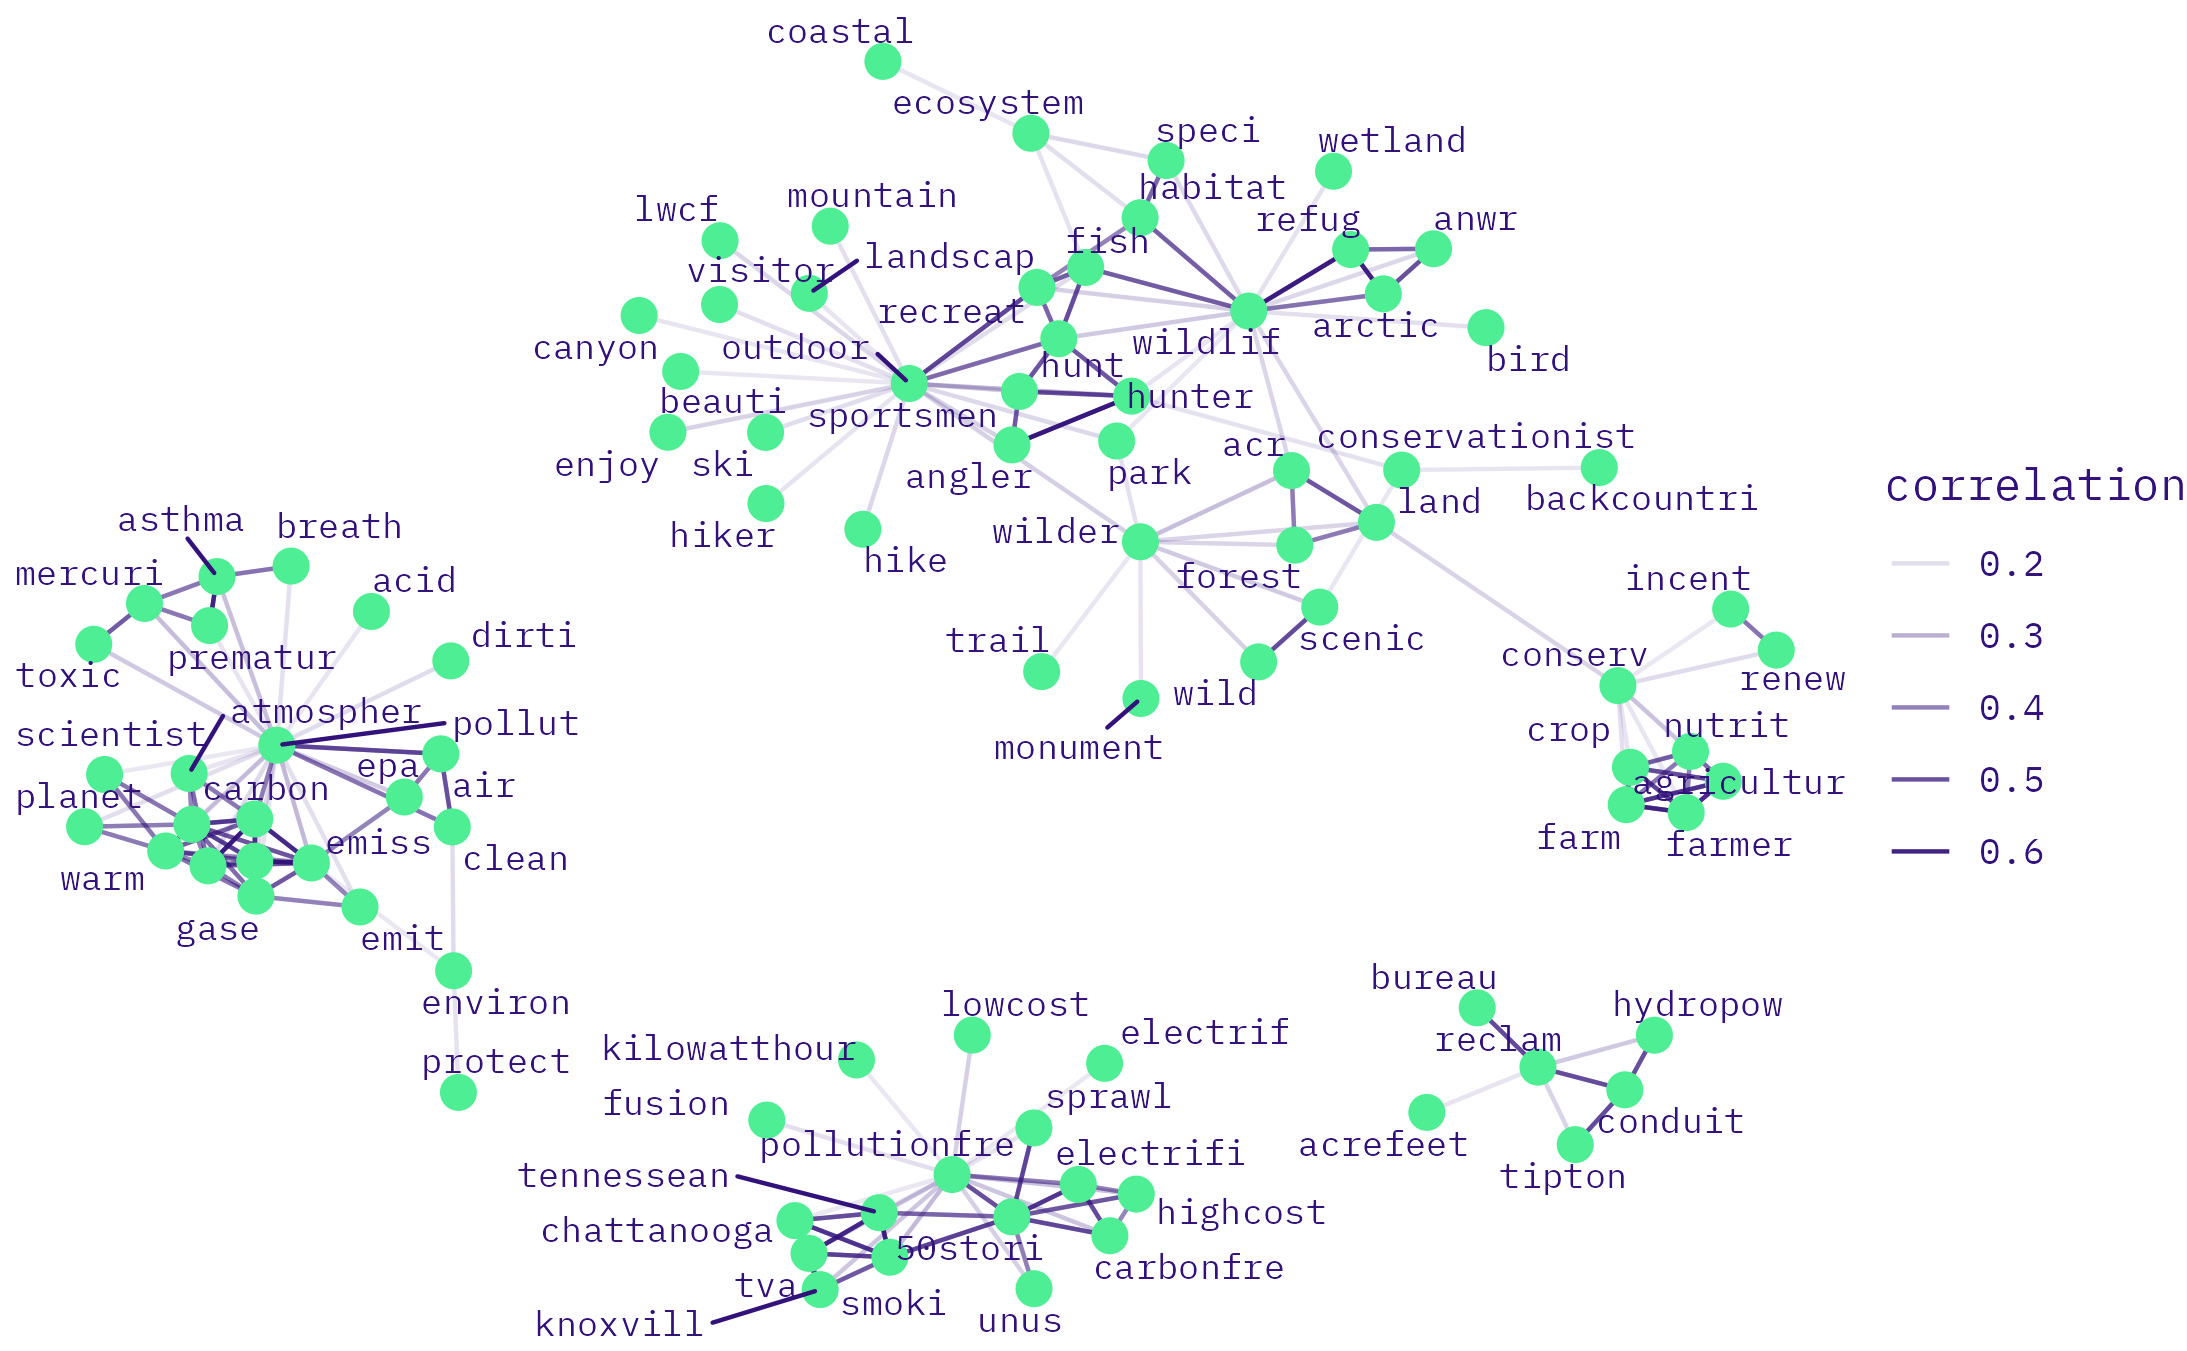 coastal
ecosystem
speci
wetland
habitat
mountain
lwcf
refug
anwr
fish
landscap
visitor
recreat
arctic
wildlif
outdoor
canyon
bird
hunt
beauti
hunter
sportsmen
conservationist
acr
enjoy
ski
angler
park
land
backcountri
hiker
wilder
hike
forest
asthma
breath
mercuri
acid
dirti
prematur
toxic
trail
scenic
incent
conserv
renew
wild
monument
atmospher
pollut
scientist
epa
air
carbon
planet
emiss
clean
warm
gase
emit
crop
nutrit
agricultur
farm
farmer
correlation
0.2
0.3
0.4
0.5
0.6
environ
protect
lowcost
electrif
kilowatthour
sprawl
fusion
pollutionfre
electrifi
tennessean
highcost
chattanooga
50stori
carbonfre
tva
smoki
unus
knoxvill
bureau
hydropow
reclam
conduit
acrefeet
tipton